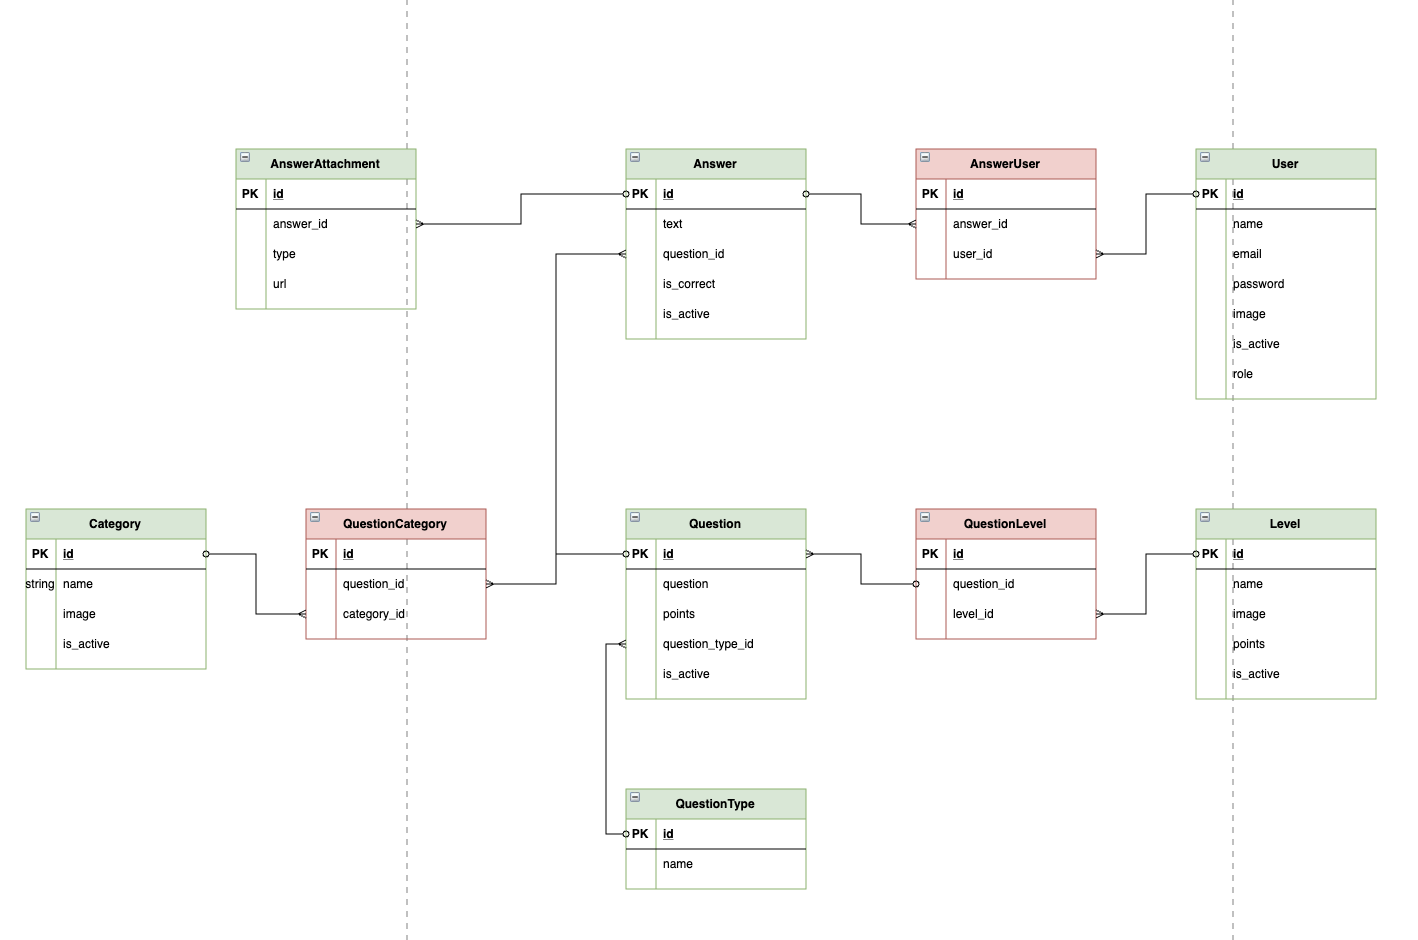 AnswerAttachment
PK id
answer_id
type
url
Answer
PK id
text
question_id
is_correct
is_active
AnswerUser
PK id
answer_id
user_id
User
PK id
name
email
password
image
is_active
role
Category
PK id
string name
image
is_active
QuestionCategory
PK id
question_id
category_id
Question
PK id
question
points
question_type_id
is_active
QuestionLevel
PK id
question_id
level_id
Level
PK id
name
image
points
is_active
QuestionType
PK id
name